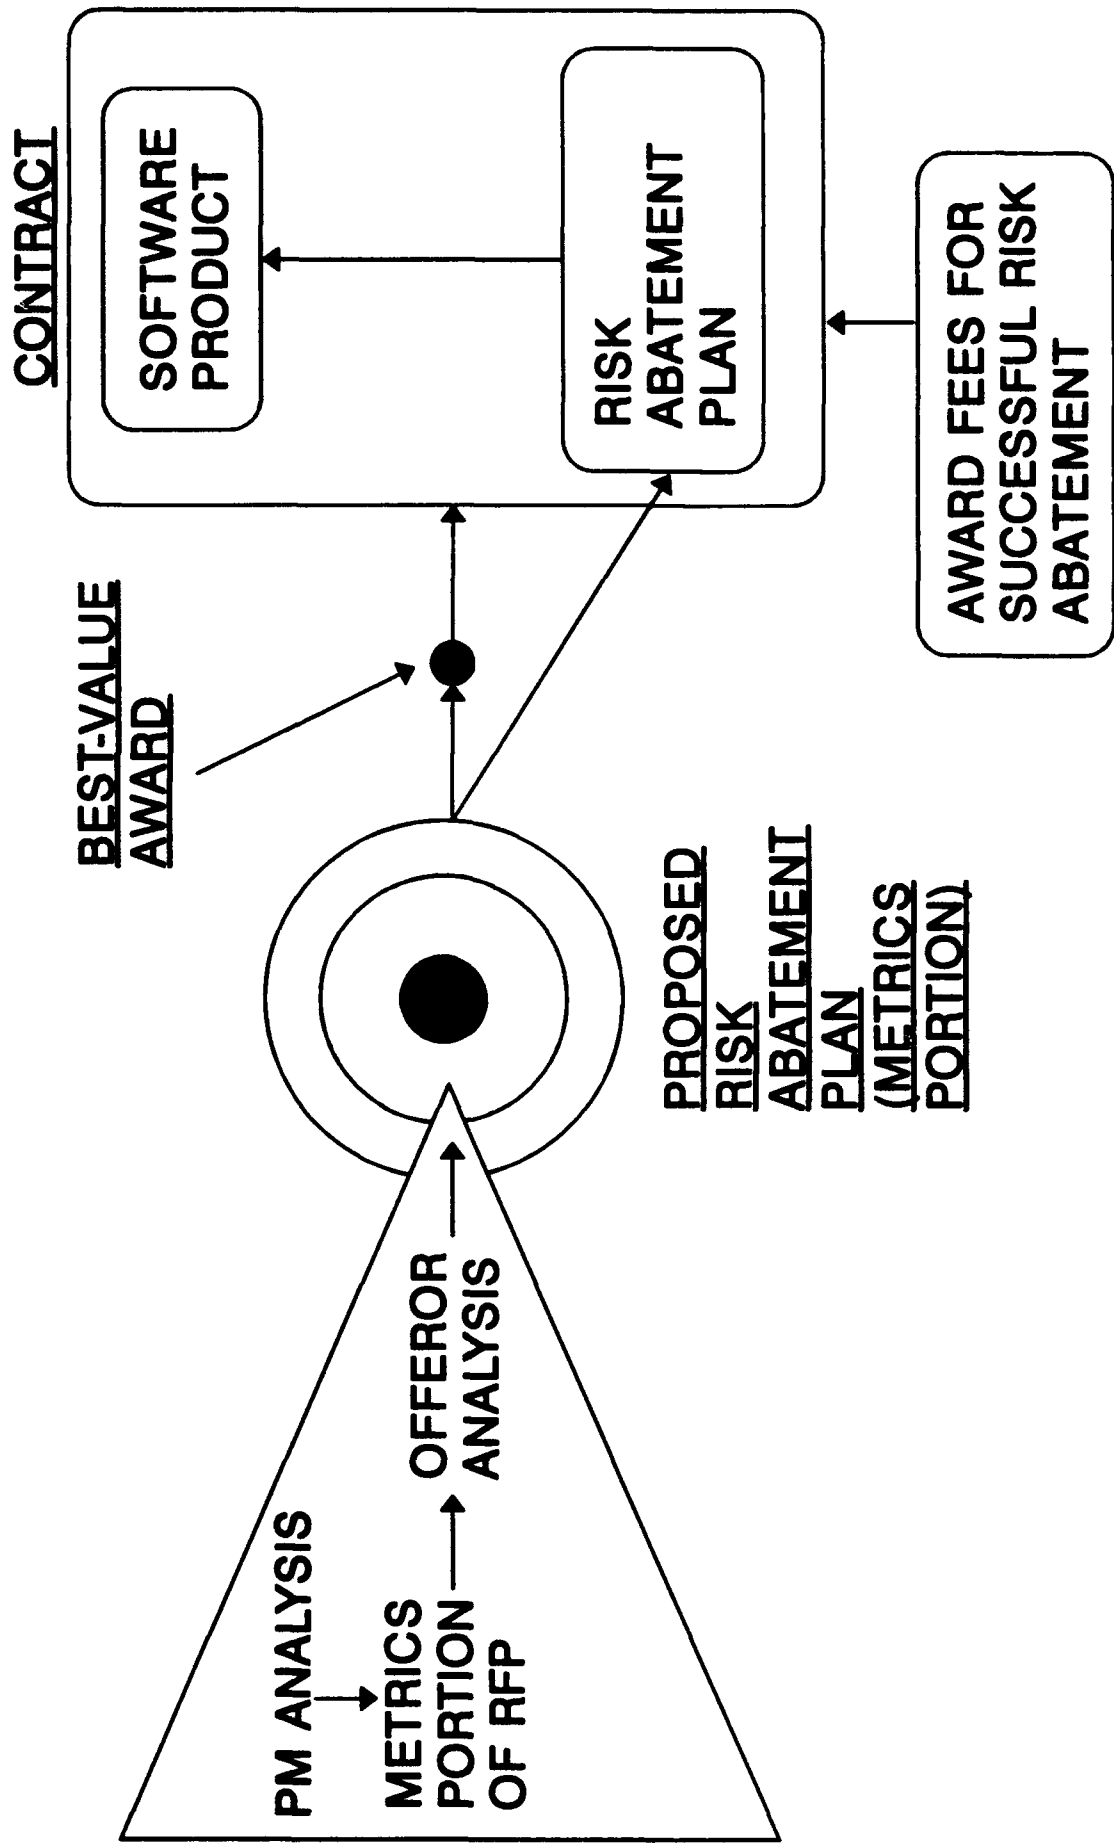 PM ANALYSIS
METRICS
PORTION
OF RFP
OFFEROR
ANALYSIS
PROPOSED
RISK
ABATEMENT
PLAN
(METRICS
PORTION)
BEST-VALUE
AWARD
CONTRACT
SOFTWARE
PRODUCT
RISK
ABATEMENT
PLAN
AWARD FEES FOR
SUCCESSFUL RISK
ABATEMENT